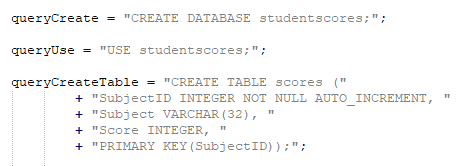 queryCreate = "CREATE DATABASE studentscores;";
queryUse = "USE studentscores;";
queryCreateTable = "CREATE TABLE scores ("
+ "SubjectID INTEGER NOT NULL AUTO_INCREMENT, "
+ "Subject VARCHAR(32), "
+ "Score INTEGER, "
+ "PRIMARY KEY(SubjectID));";